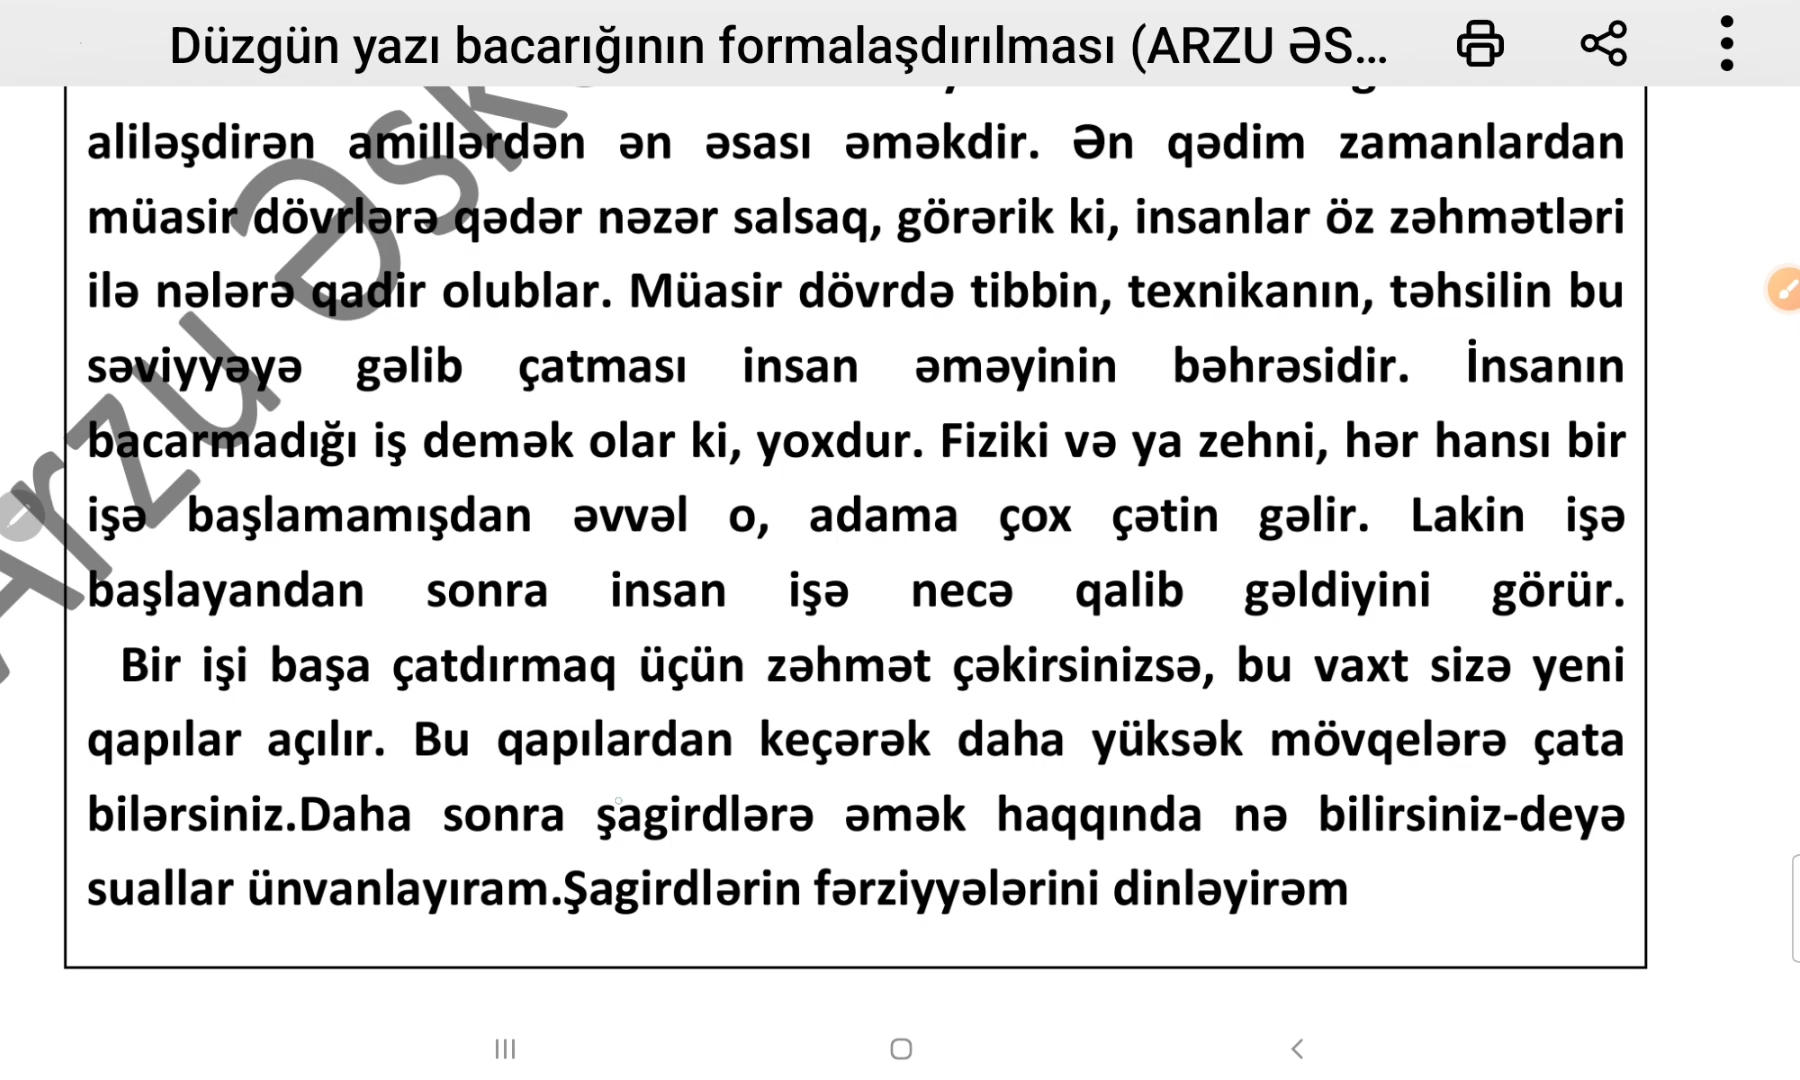 Düzgün yazı bacarığının formalaşdırılması (ARZU ƏS...
aliləşdirən amillərdən ən əsası əməkdir. Ən qədim zamanlardan
müasir dövrlərə qədər nəzər salsaq, görərik ki, insanlar öz zəhmətləri
ilə nələrə qadir olublar. Müasir dövrdə tibbin, texnikanın, təhsilin bu
səviyyəyə gəlib çatması insan əməyinin bəhrəsidir. İnsanın
bacarmadığı iş demək olar ki, yoxdur. Fiziki və ya zehni, hər hansı bir
işə başlamamışdan əvvəl o, adama çox çətin gəlir. Lakin işə
başlayandan sonra insan işə necə qalib gəldiyini görür.
Bir işi başa çatdırmaq üçün zəhmət çəkirsinizsə, bu vaxt sizə yeni
qapılar açılır. Bu qapılardan keçərək daha yüksək mövqelərə çata
bilərsiniz.Daha sonra şagirdlərə əmək haqqında nə bilirsiniz-deyə
suallar ünvanlayıram.Şagirdlərin fərziyyələrini dinləyirəm
Arzu Əsk